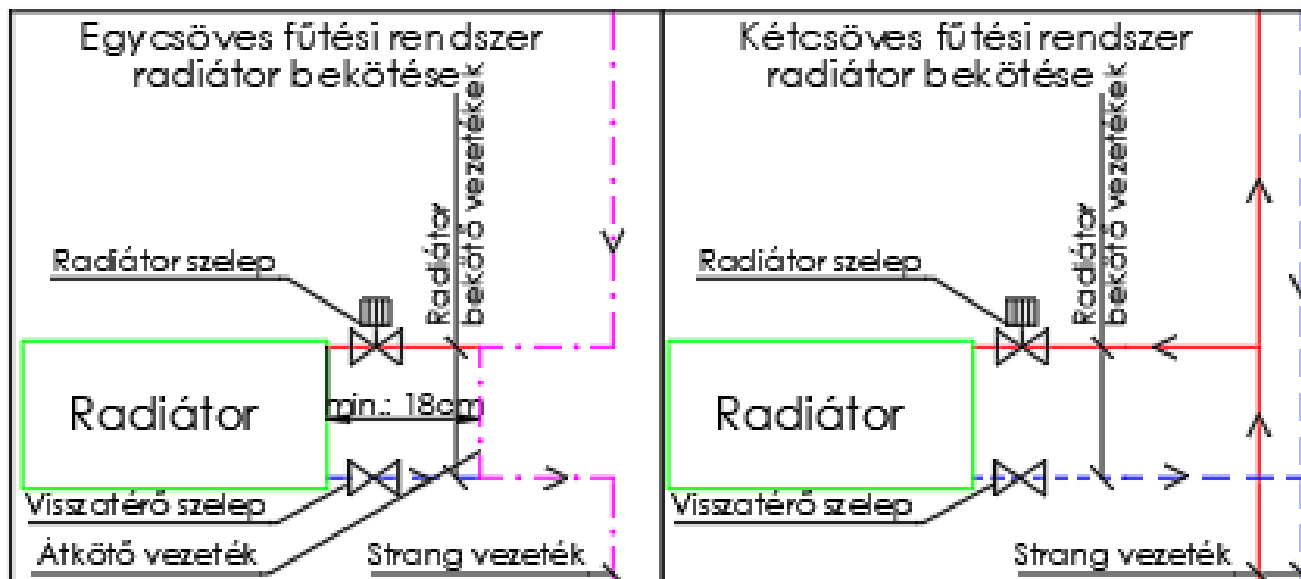 Egycsöves fűtési rendszer
radiátor bekötése
Radiátor
bekötő vezetékek
Radiátor szelep
Radiátor
min.: 18cm
Visszatérő szelep
Átkötő vezeték
Strang vezeték
Kétcsöves fűtési rendszer
radiátor bekötése
Radiátor
bekötő vezetékek
Radiátor szelep
Radiátor
Visszatérő szelep
Strang vezeték